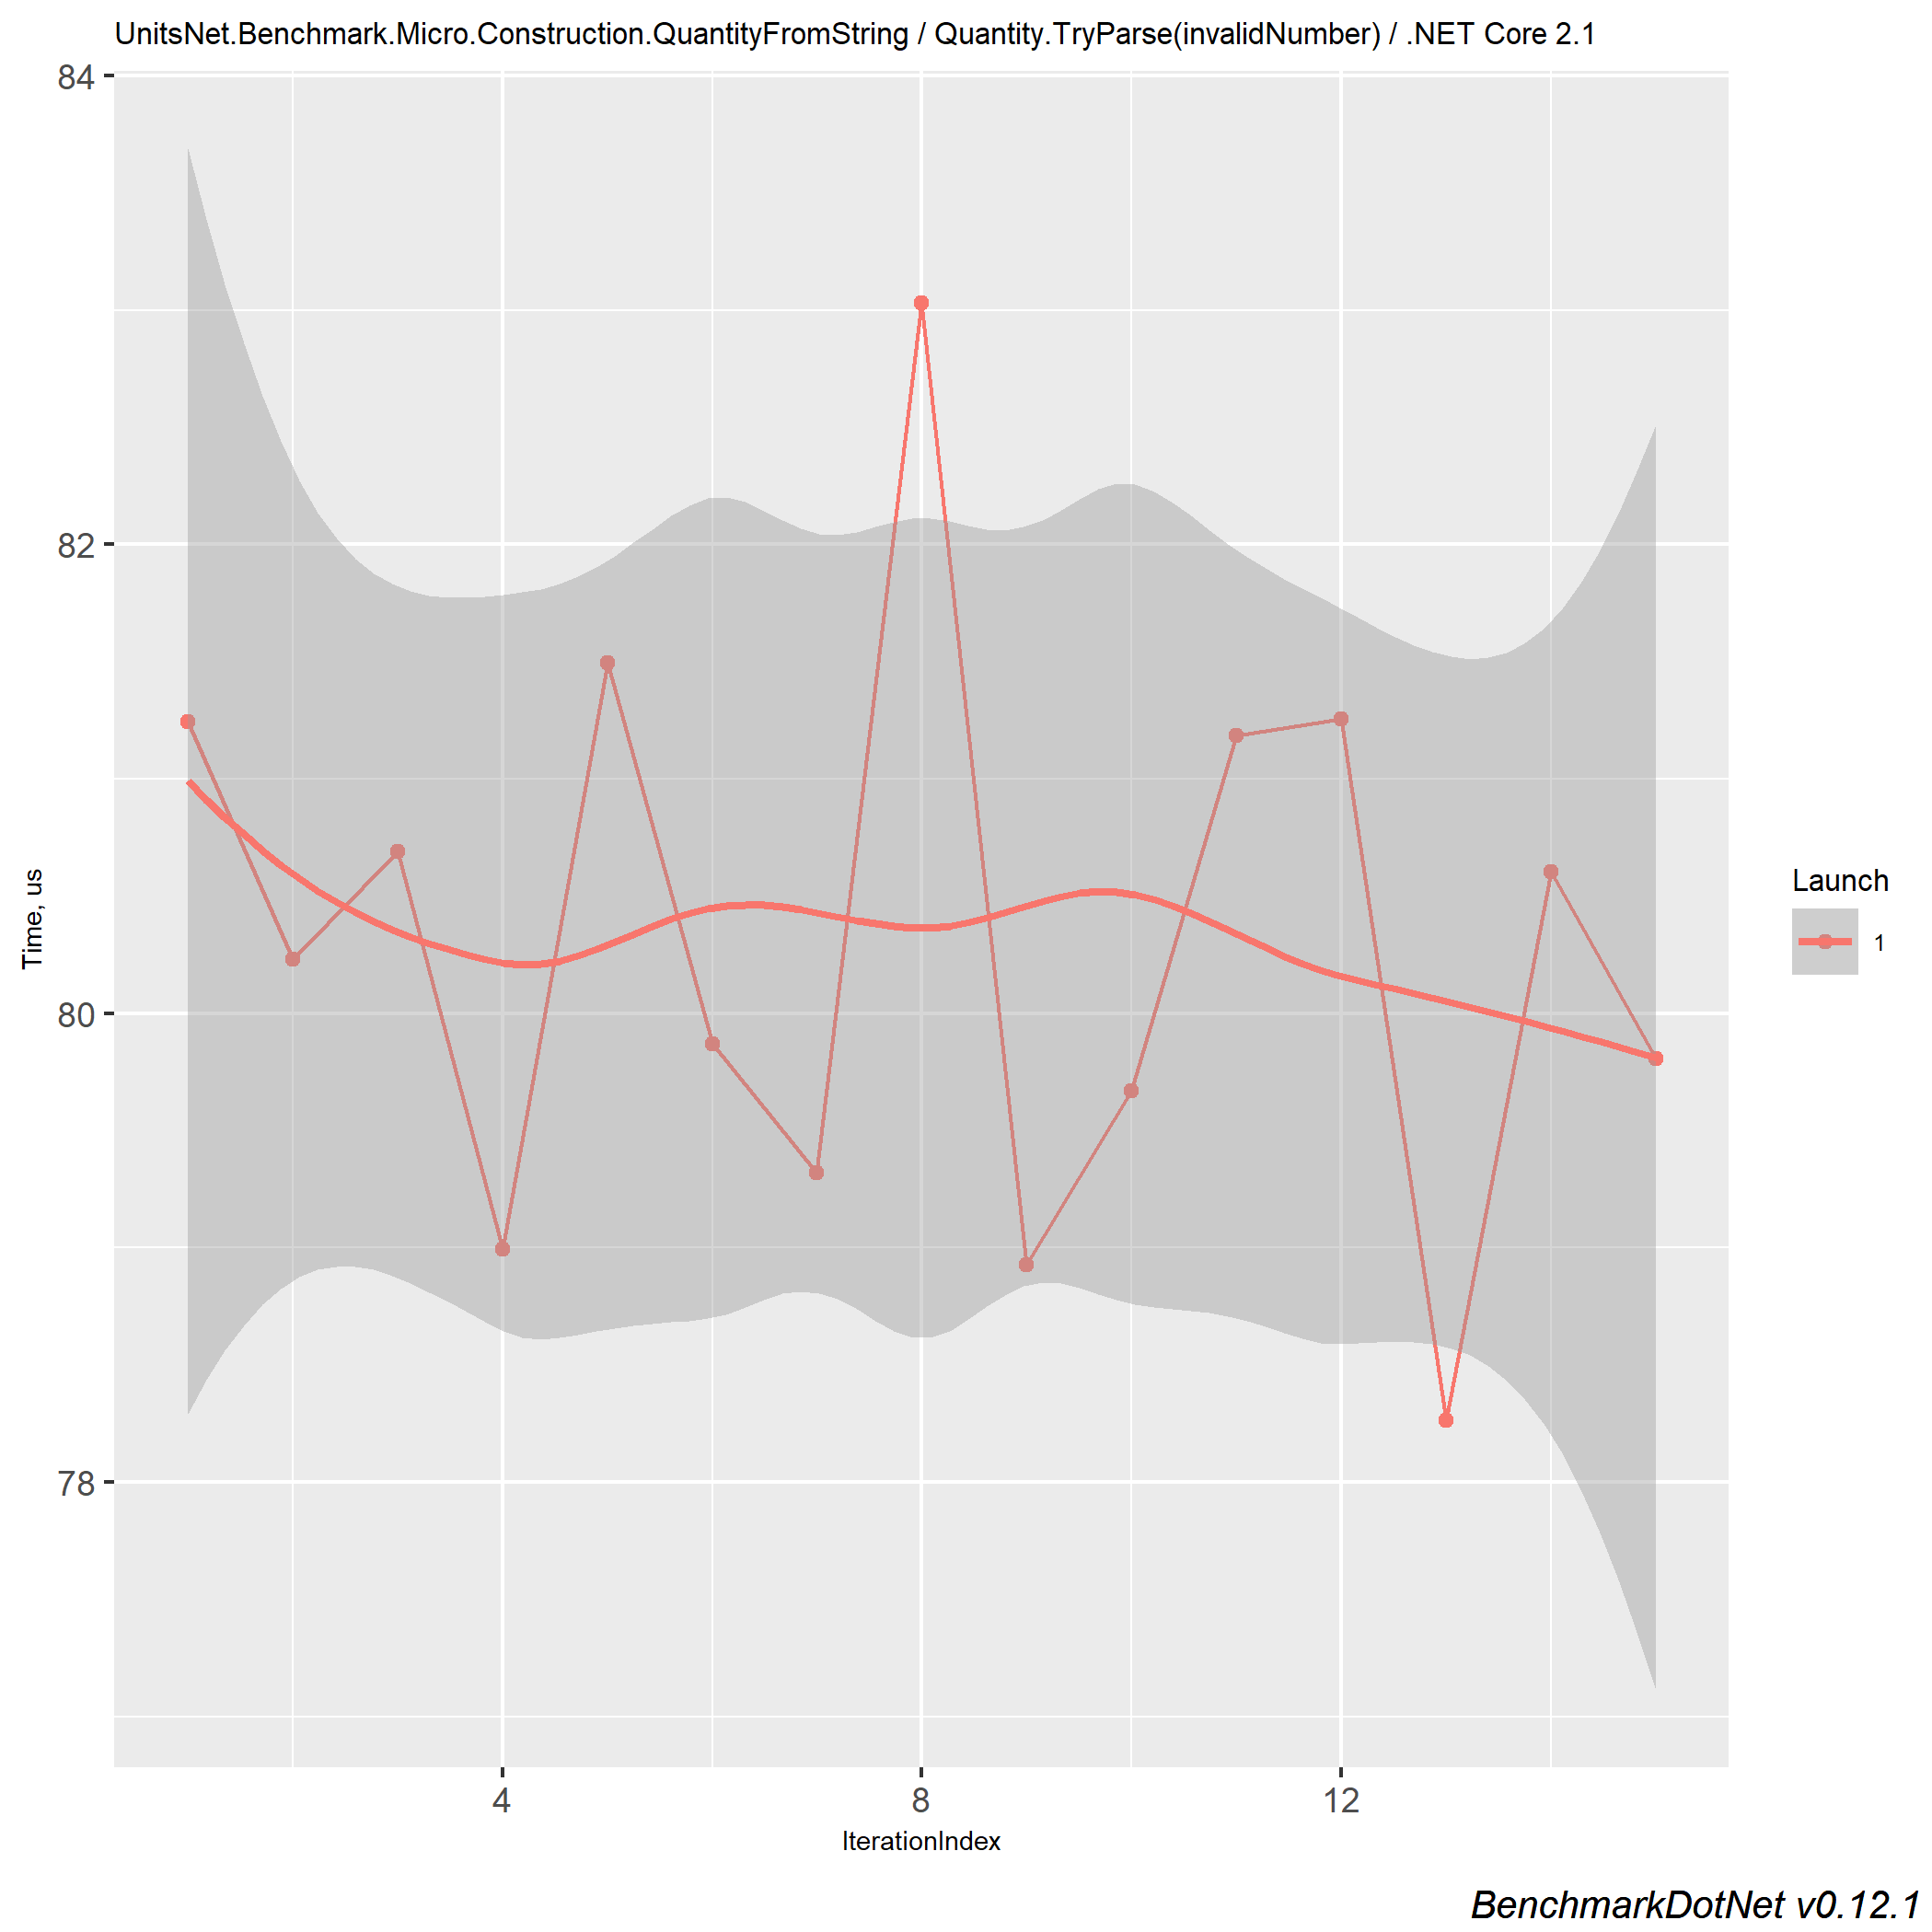 UnitsNet.Benchmark.Micro.Construction.QuantityFromString / Quantity.TryParse(invalidNumber) / .NET Core 2.1
84
82
80
78
Time, us
4
8
12
IterationIndex
Launch
1
BenchmarkDotNet v0.12.1